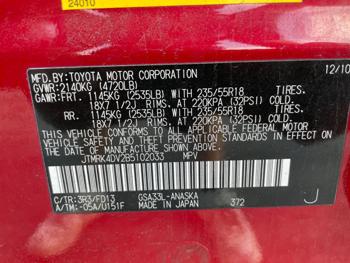 24010
MFD.BY:TOYOTA MOTOR CORPORATION 12/10
GVWR:2140KG (4720LB)
GAWR:FRT. 1145KG (2535LB) WITH 235/55R18 TIRES,
18X7 1/2J RIMS, AT 220KPA (32PSI) COLD.
RR. 1145KG (2535LB) WITH 235/55R18 TIRES,
18X7 1/2J RIMS, AT 220KPA (32PSI) COLD.
THIS VEHICLE CONFORMS TO ALL APPLICABLE FEDERAL MOTOR
VEHICLE SAFETY STANDARDS IN EFFECT ON THE DATE OF
MANUFACTURE SHOWN ABOVE.
JTMRK4DV2B5102033 MPV
C/TR: 3R3/FD13 GSA33L-ANASKA
A/TM: -05A/U151F MADE IN JAPAN 372 J